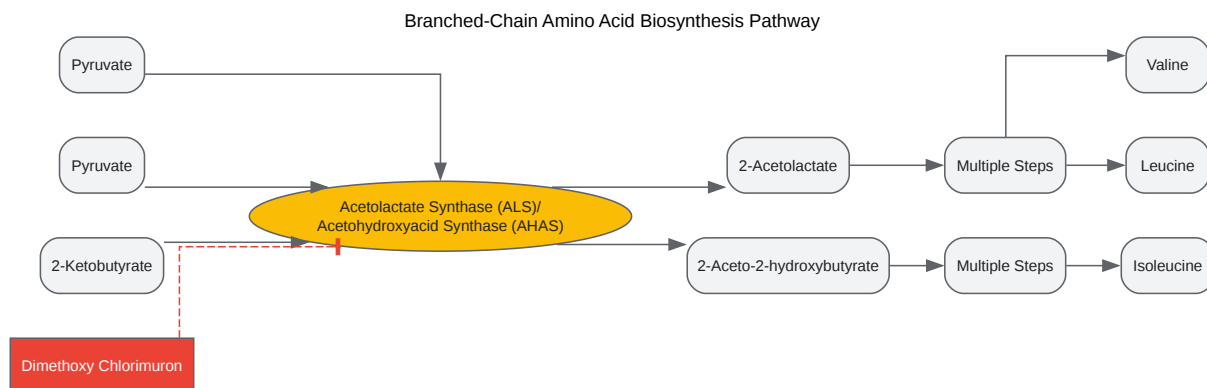 Branched-Chain Amino Acid Biosynthesis Pathway
Pyruvate
Valine
Pyruvate
2-Acetolactate
Multiple Steps
Leucine
Acetolactate Synthase (ALS)/
Acetohydroxyacid Synthase (AHAS)
2-Ketobutyrate
2-Aceto-2-hydroxybutyrate
Multiple Steps
Isoleucine
Dimethoxy Chlorimuron